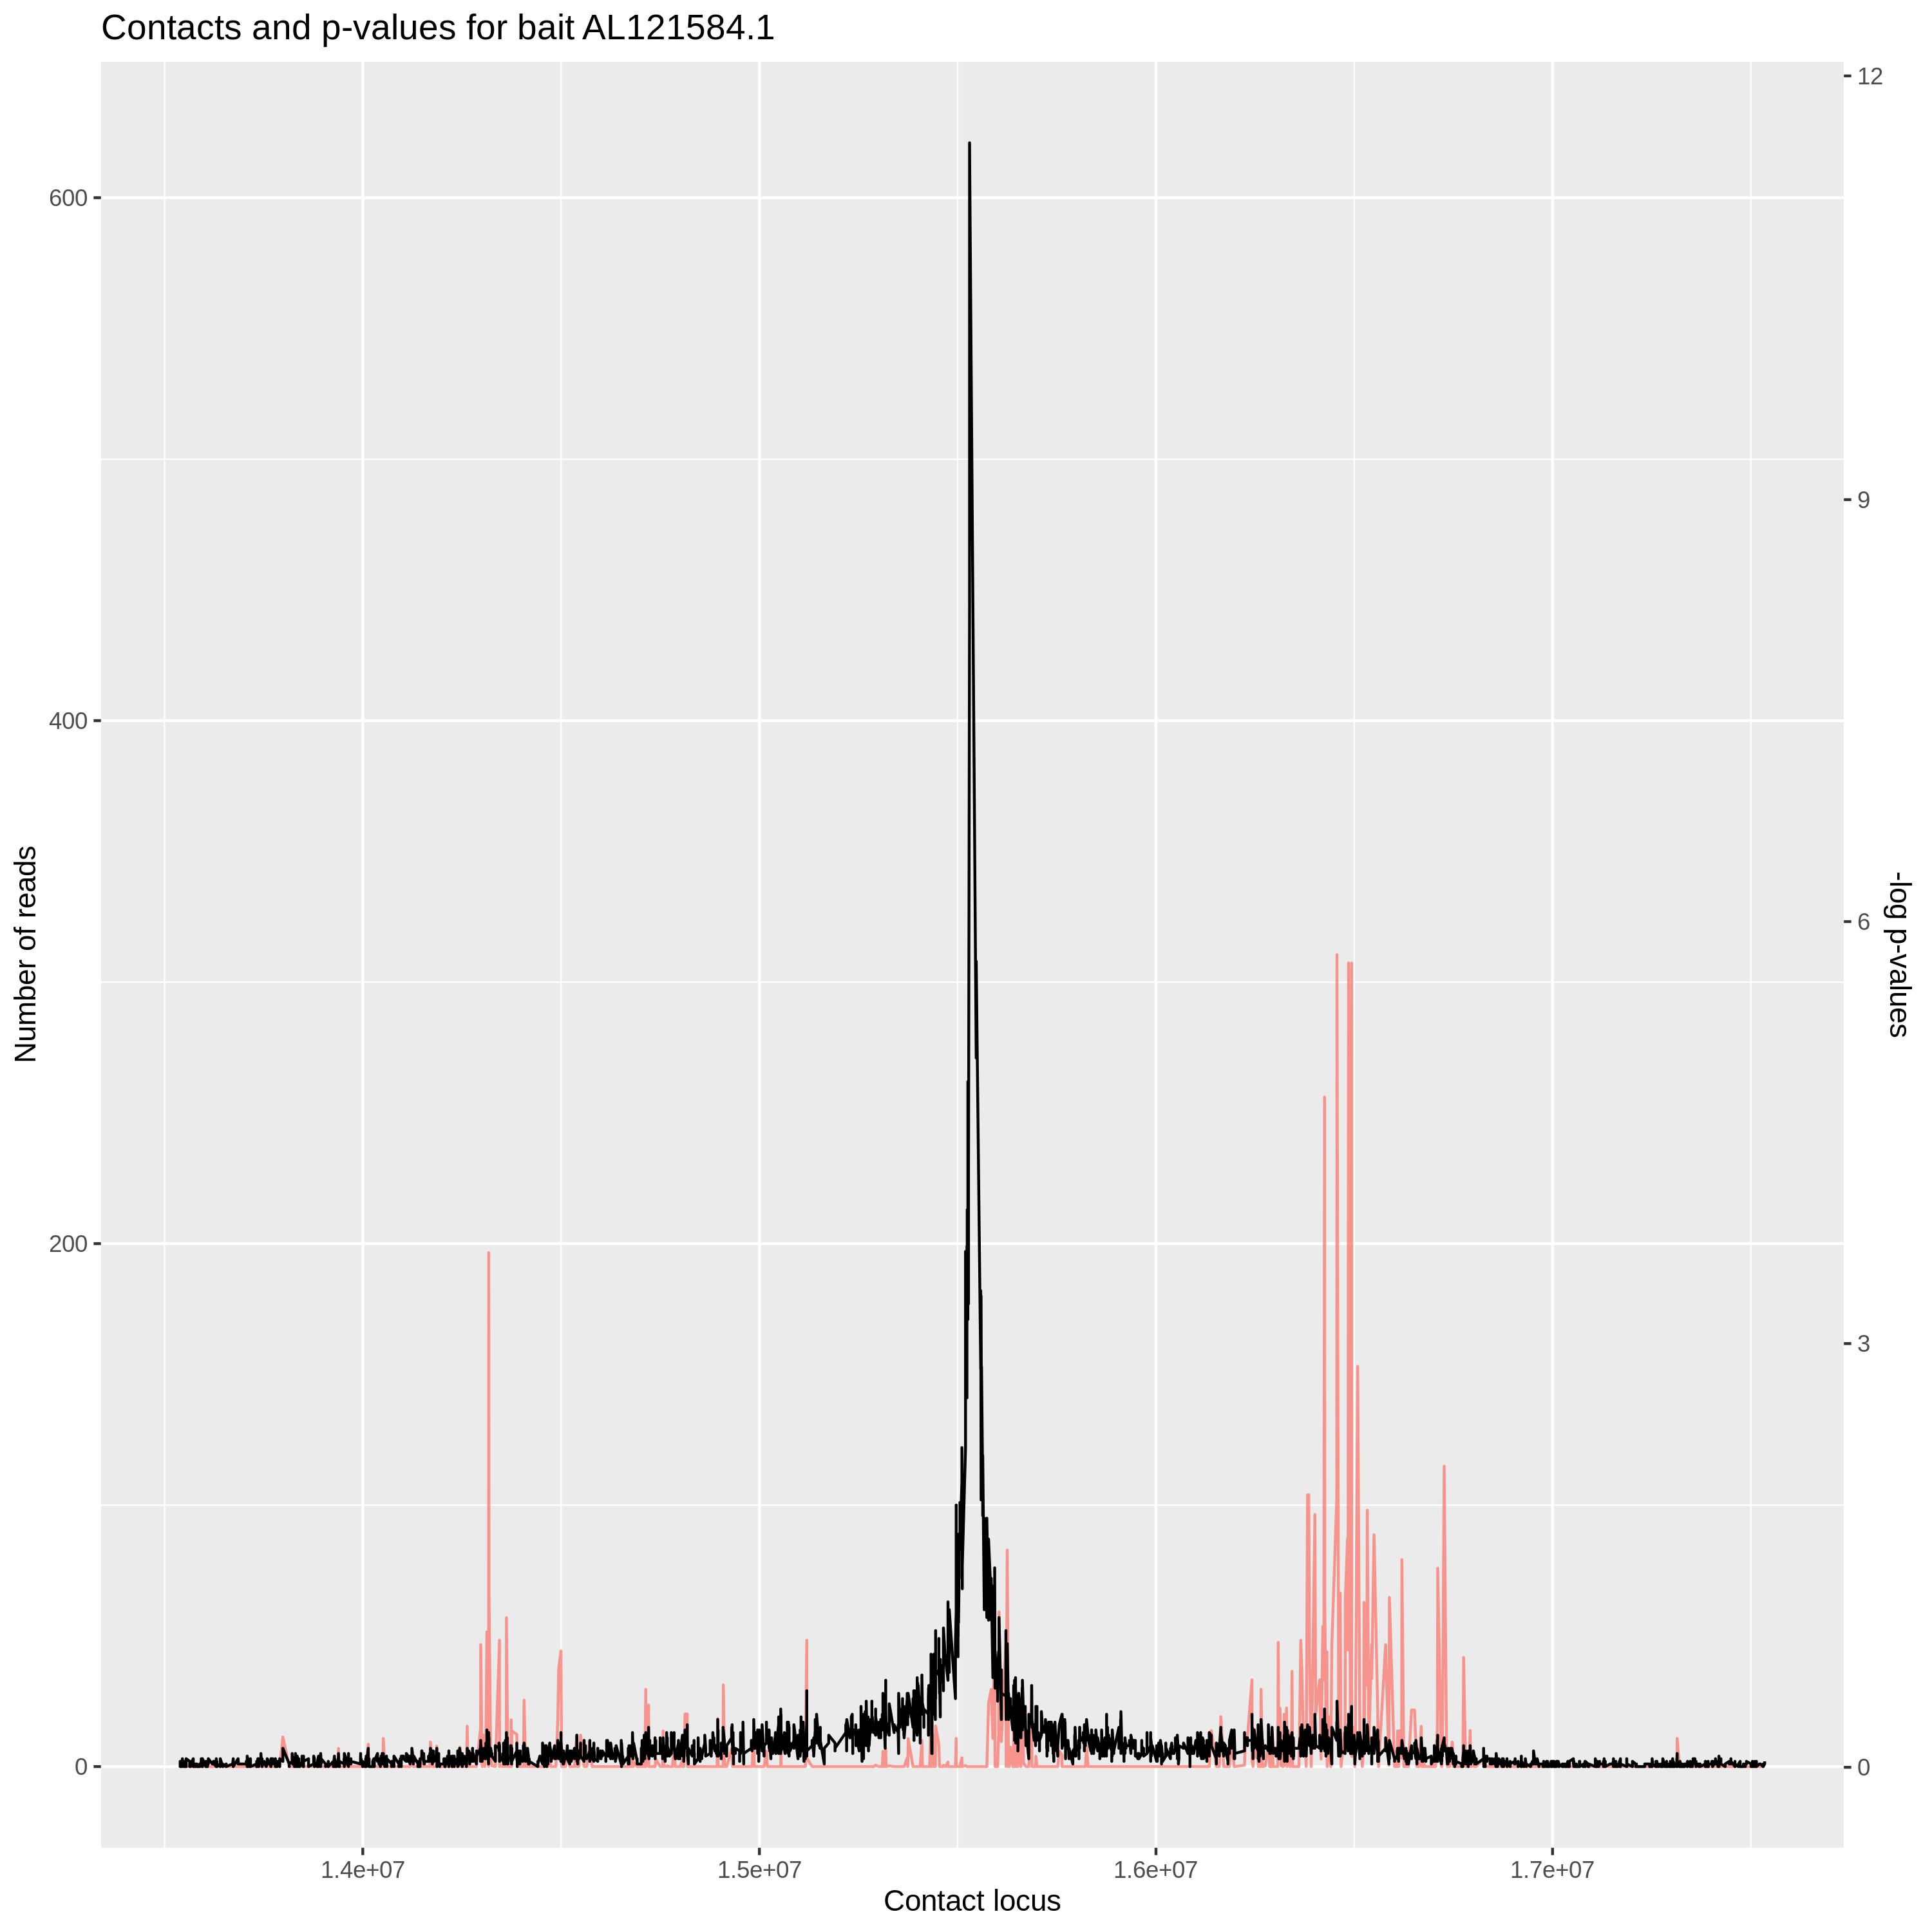 Contacts and p-values for bait AL121584.1
Number of reads
600
400
200
0
12
9
6
3
0
-log p-values
1.4e+07
1.5e+07
1.6e+07
1.7e+07
Contact locus